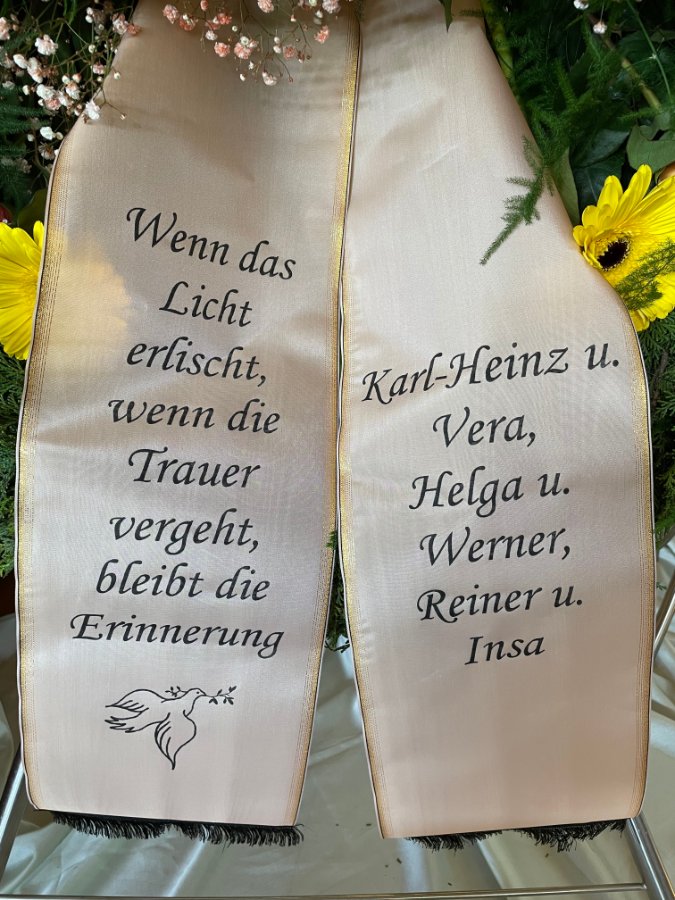 Wenn das
Licht
erlischt,
wenn die
Trauer
vergeht,
bleibt die
Erinnerung
Karl-Heinz u.
Vera,
Helga u.
Werner,
Reiner u.
Insa